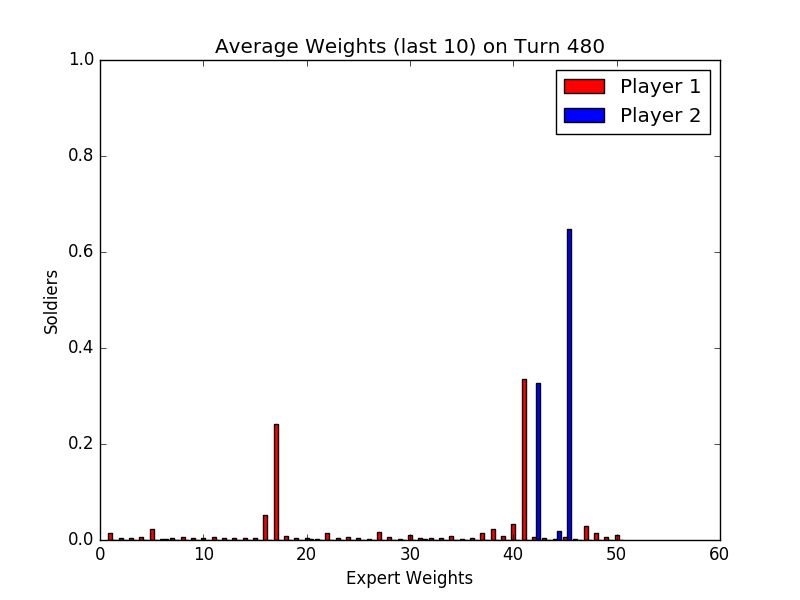 Average Weights (last 10) on Turn 480
Player 1
Player 2
1.0
0.8
0.6
0.4
0.2
0.0
Soldiers
0 10 20 30 40 50 60
Expert Weights